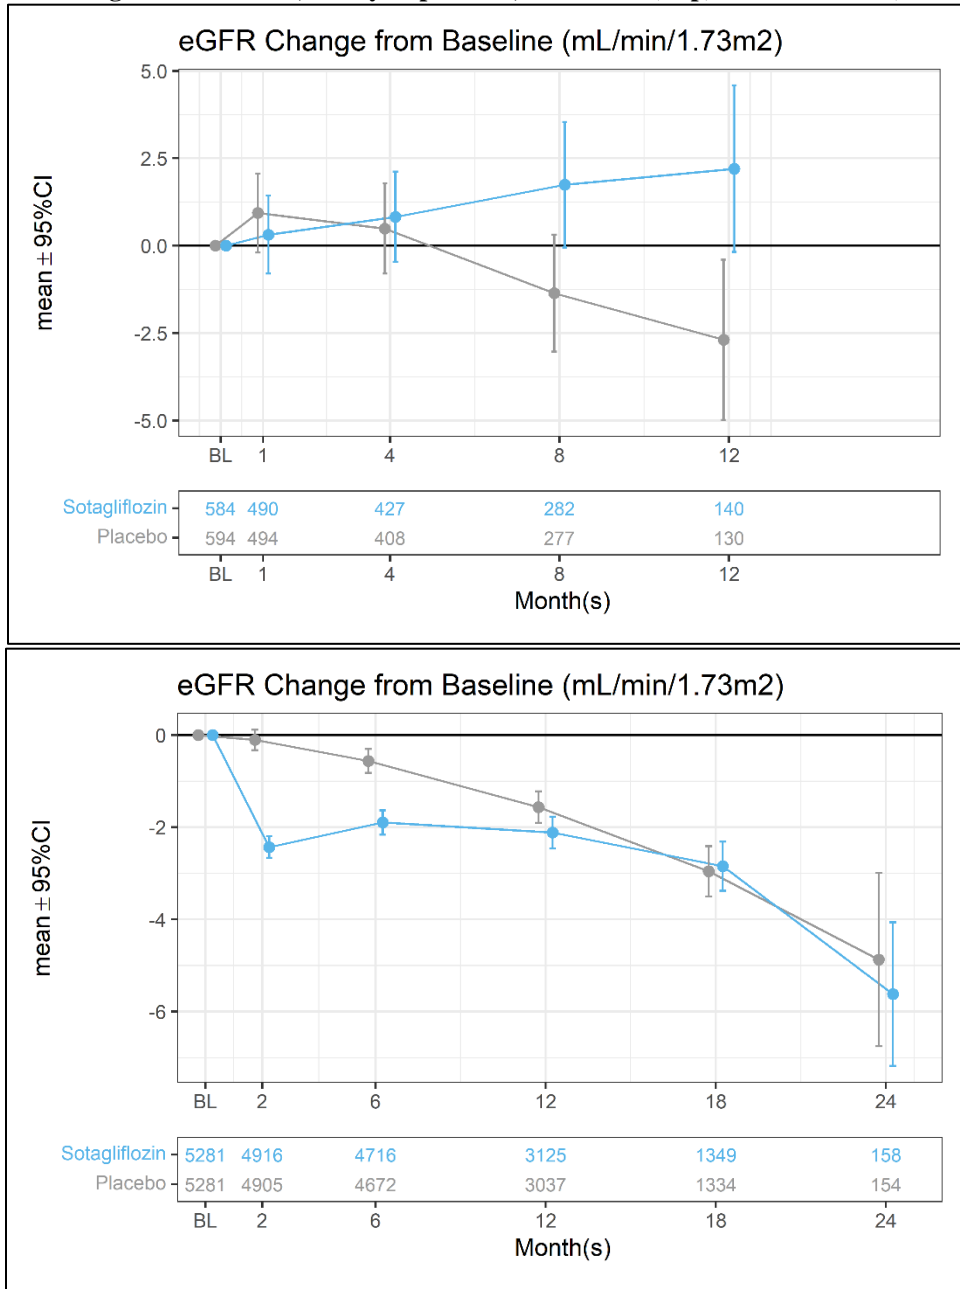 eGFR Change from Baseline (mL/min/1.73m2)
mean ± 95%CI
5.0
2.5
0.0
-2.5
-5.0
BL 1 4 8 12
Sotagliflozin 584 490 427 282 140
Placebo 594 494 408 277 130
BL 1 4 8 12
Month(s)
eGFR Change from Baseline (mL/min/1.73m2)
mean ± 95%CI
0
-2
-4
-6
BL 2 6 12 18 24
Sotagliflozin 5281 4916 4716 3125 1349 158
Placebo 5281 4905 4672 3037 1334 154
BL 2 6 12 18 24
Month(s)